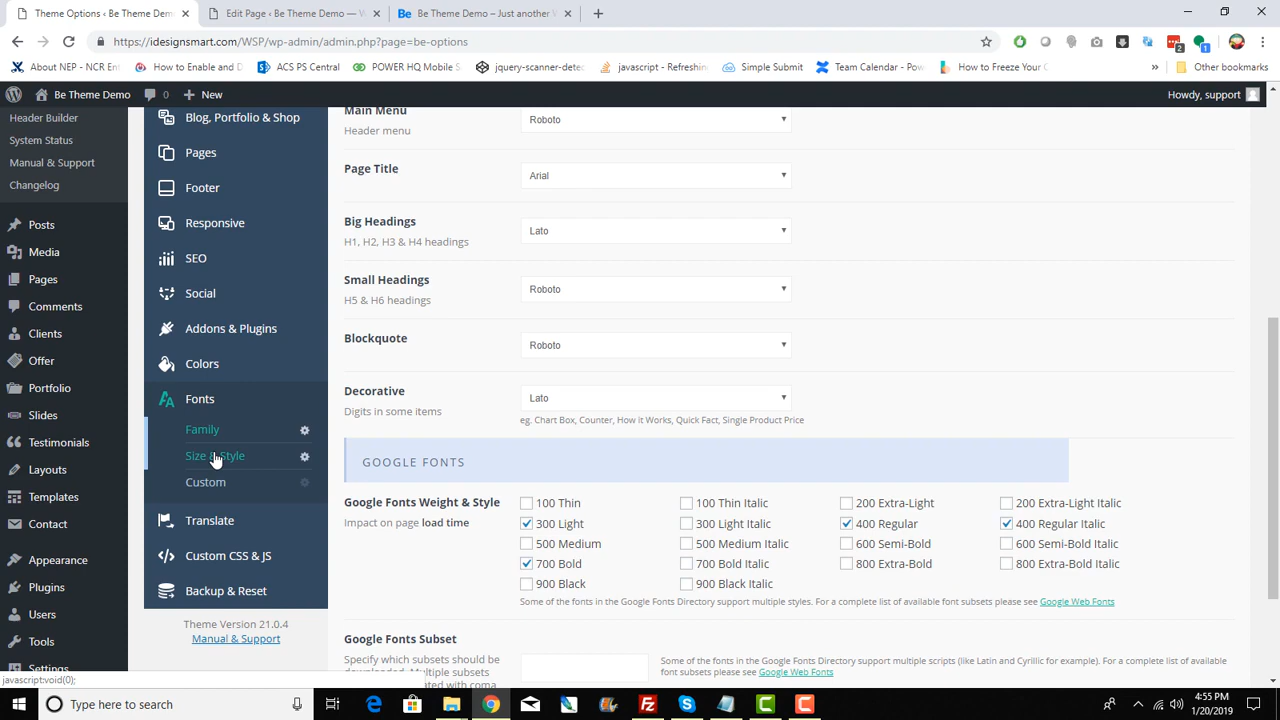 Theme Options ‹ Be Theme Dem
Edit Page ‹ Be Theme Demo — W
Be Theme Demo – Just another V
https://idesignsmart.com/WSP/wp-admin/admin.php?page=be-options
About NEP - NCR Ent
How to Enable and D
ACS PS Central
POWER HQ Mobile S
jquery-scanner-detec
javascript - Refreshin
Simple Submit
Team Calendar - Pow
How to Freeze Your C
»
Other bookmarks
Be Theme Demo
0
New
Howdy, support
Header Builder
System Status
Manual & Support
Changelog
Posts
Media
Pages
Comments
Clients
Offer
Portfolio
Slides
Testimonials
Layouts
Templates
Contact
Appearance
Plugins
Users
Tools
Settings
Blog, Portfolio & Shop
Pages
Footer
Responsive
SEO
Social
Addons & Plugins
Colors
Fonts
Family
Size & Style
Custom
Translate
Custom CSS & JS
Backup & Reset
Theme Version 21.0.4
Manual & Support
Main Menu
Header menu
Roboto
Page Title
Arial
Big Headings
H1, H2, H3 & H4 headings
Lato
Small Headings
H5 & H6 headings
Roboto
Blockquote
Roboto
Decorative
Digits in some items
Lato
eg. Chart Box, Counter, How it Works, Quick Fact, Single Product Price
GOOGLE FONTS
Google Fonts Weight & Style
Impact on page load time
100 Thin
100 Thin Italic
200 Extra-Light
200 Extra-Light Italic
300 Light
300 Light Italic
400 Regular
400 Regular Italic
500 Medium
500 Medium Italic
600 Semi-Bold
600 Semi-Bold Italic
700 Bold
700 Bold Italic
800 Extra-Bold
800 Extra-Bold Italic
900 Black
900 Black Italic
Some of the fonts in the Google Fonts Directory support multiple styles. For a complete list of available font subsets please see Google Web Fonts
Google Fonts Subset
Specify which subsets should be
downloaded. Multiple subsets
ated with coma
Some of the fonts in the Google Fonts Directory support multiple scripts (like Latin and Cyrillic for example). For a complete list of available
font subsets please see Google Web Fonts
javascript:void(0);
Type here to search
4:55 PM
1/20/2019